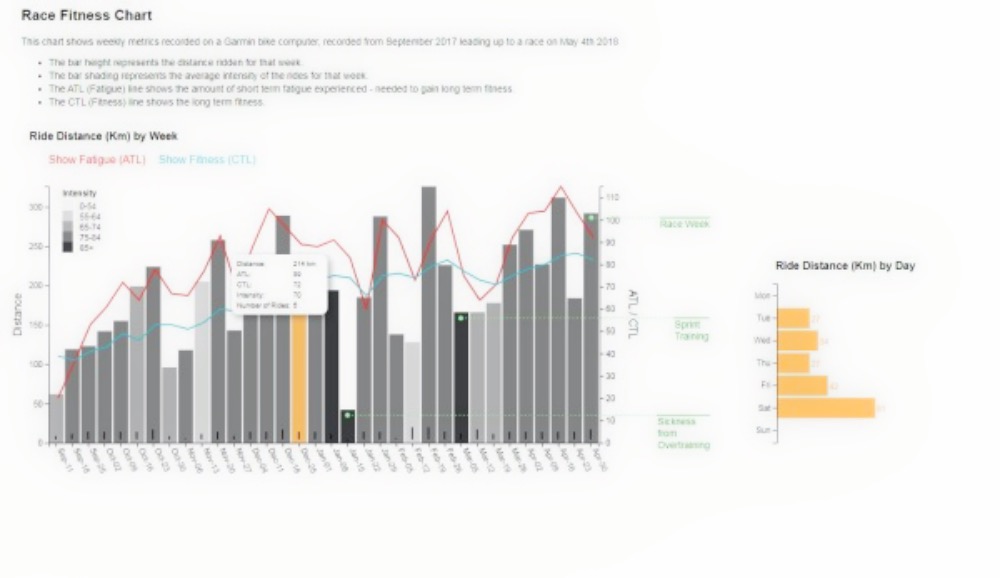 Race Fitness Chart
This chart shows weekly metrics recorded on a Garmin bike computer, recorded from September 2017 leading up to a race on May 4th 2018
• The bar height represents the distance ridden for that week.
• The bar shading represents the average intensity of the rides for that week.
• The ATL (Fatigue) line shows the amount of short term fatigue experienced - needed to gain long term fitness.
• The CTL (Fitness) line shows the long term fitness.
Ride Distance (Km) by Week
Show Fatigue (ATL) Show Fitness (CTL)
Intensity
0-54
55-64
65-74
75-84
85+
300
250
200
150
100
50
0
Distance
Distance:
ATL:
CTL:
Intensity: 70
Number of Rides: 5
110
100
90
80
70
60
50
40
30
20
10
0
ATL / CTL
Race Week
Sprint
Training
Sickness
from
Overtraining
Sep-11
Sep-18
Sep-25
Oct-02
Oct-09
Oct-16
Oct-23
Oct-30
Nov-06
Nov-13
Nov-20
Nov-27
Dec-04
Dec-11
Dec-18
Dec-25
Jan-01
Jan-08
Jan-15
Jan-22
Jan-29
Feb-05
Feb-12
Feb-19
Feb-26
Mar-05
Mar-12
Mar-19
Mar-26
Apr-02
Apr-09
Apr-16
Apr-23
Apr-30
Ride Distance (Km) by Day
Mon
Tue
Wed
Thu
Fri
Sat
Sun